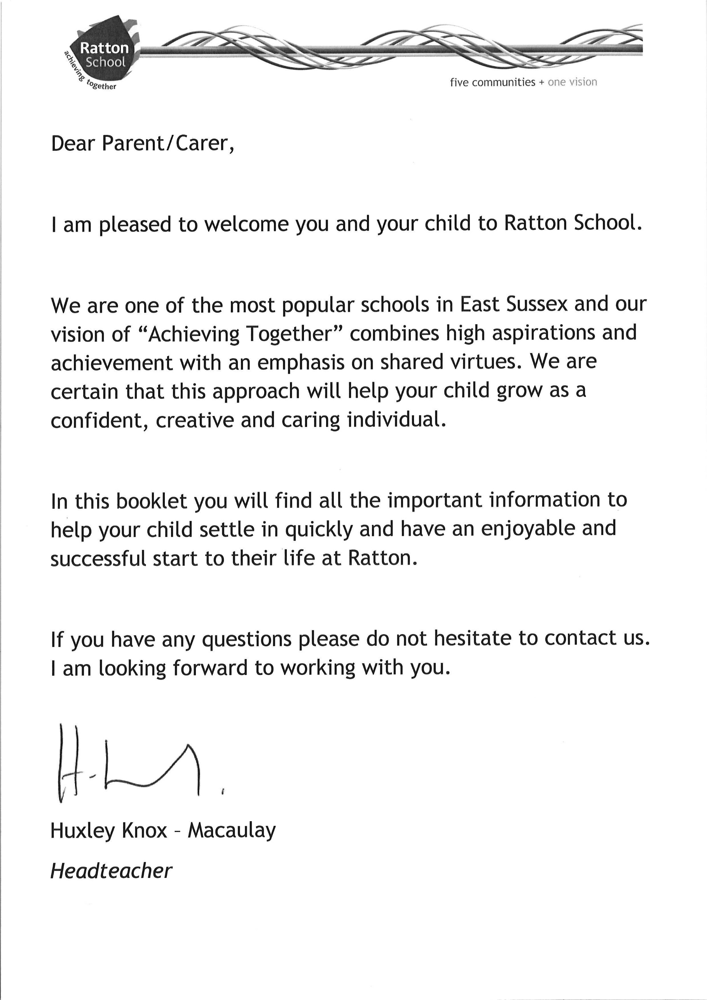 Ratton
School
achieving together
five communities + one vision
Dear Parent/Carer,
I am pleased to welcome you and your child to Ratton School.
We are one of the most popular schools in East Sussex and our
vision of “Achieving Together” combines high aspirations and
achievement with an emphasis on shared virtues. We are
certain that this approach will help your child grow as a
confident, creative and caring individual.
In this booklet you will find all the important information to
help your child settle in quickly and have an enjoyable and
successful start to their life at Ratton.
If you have any questions please do not hesitate to contact us.
I am looking forward to working with you.
Huxley Knox - Macaulay
Headteacher